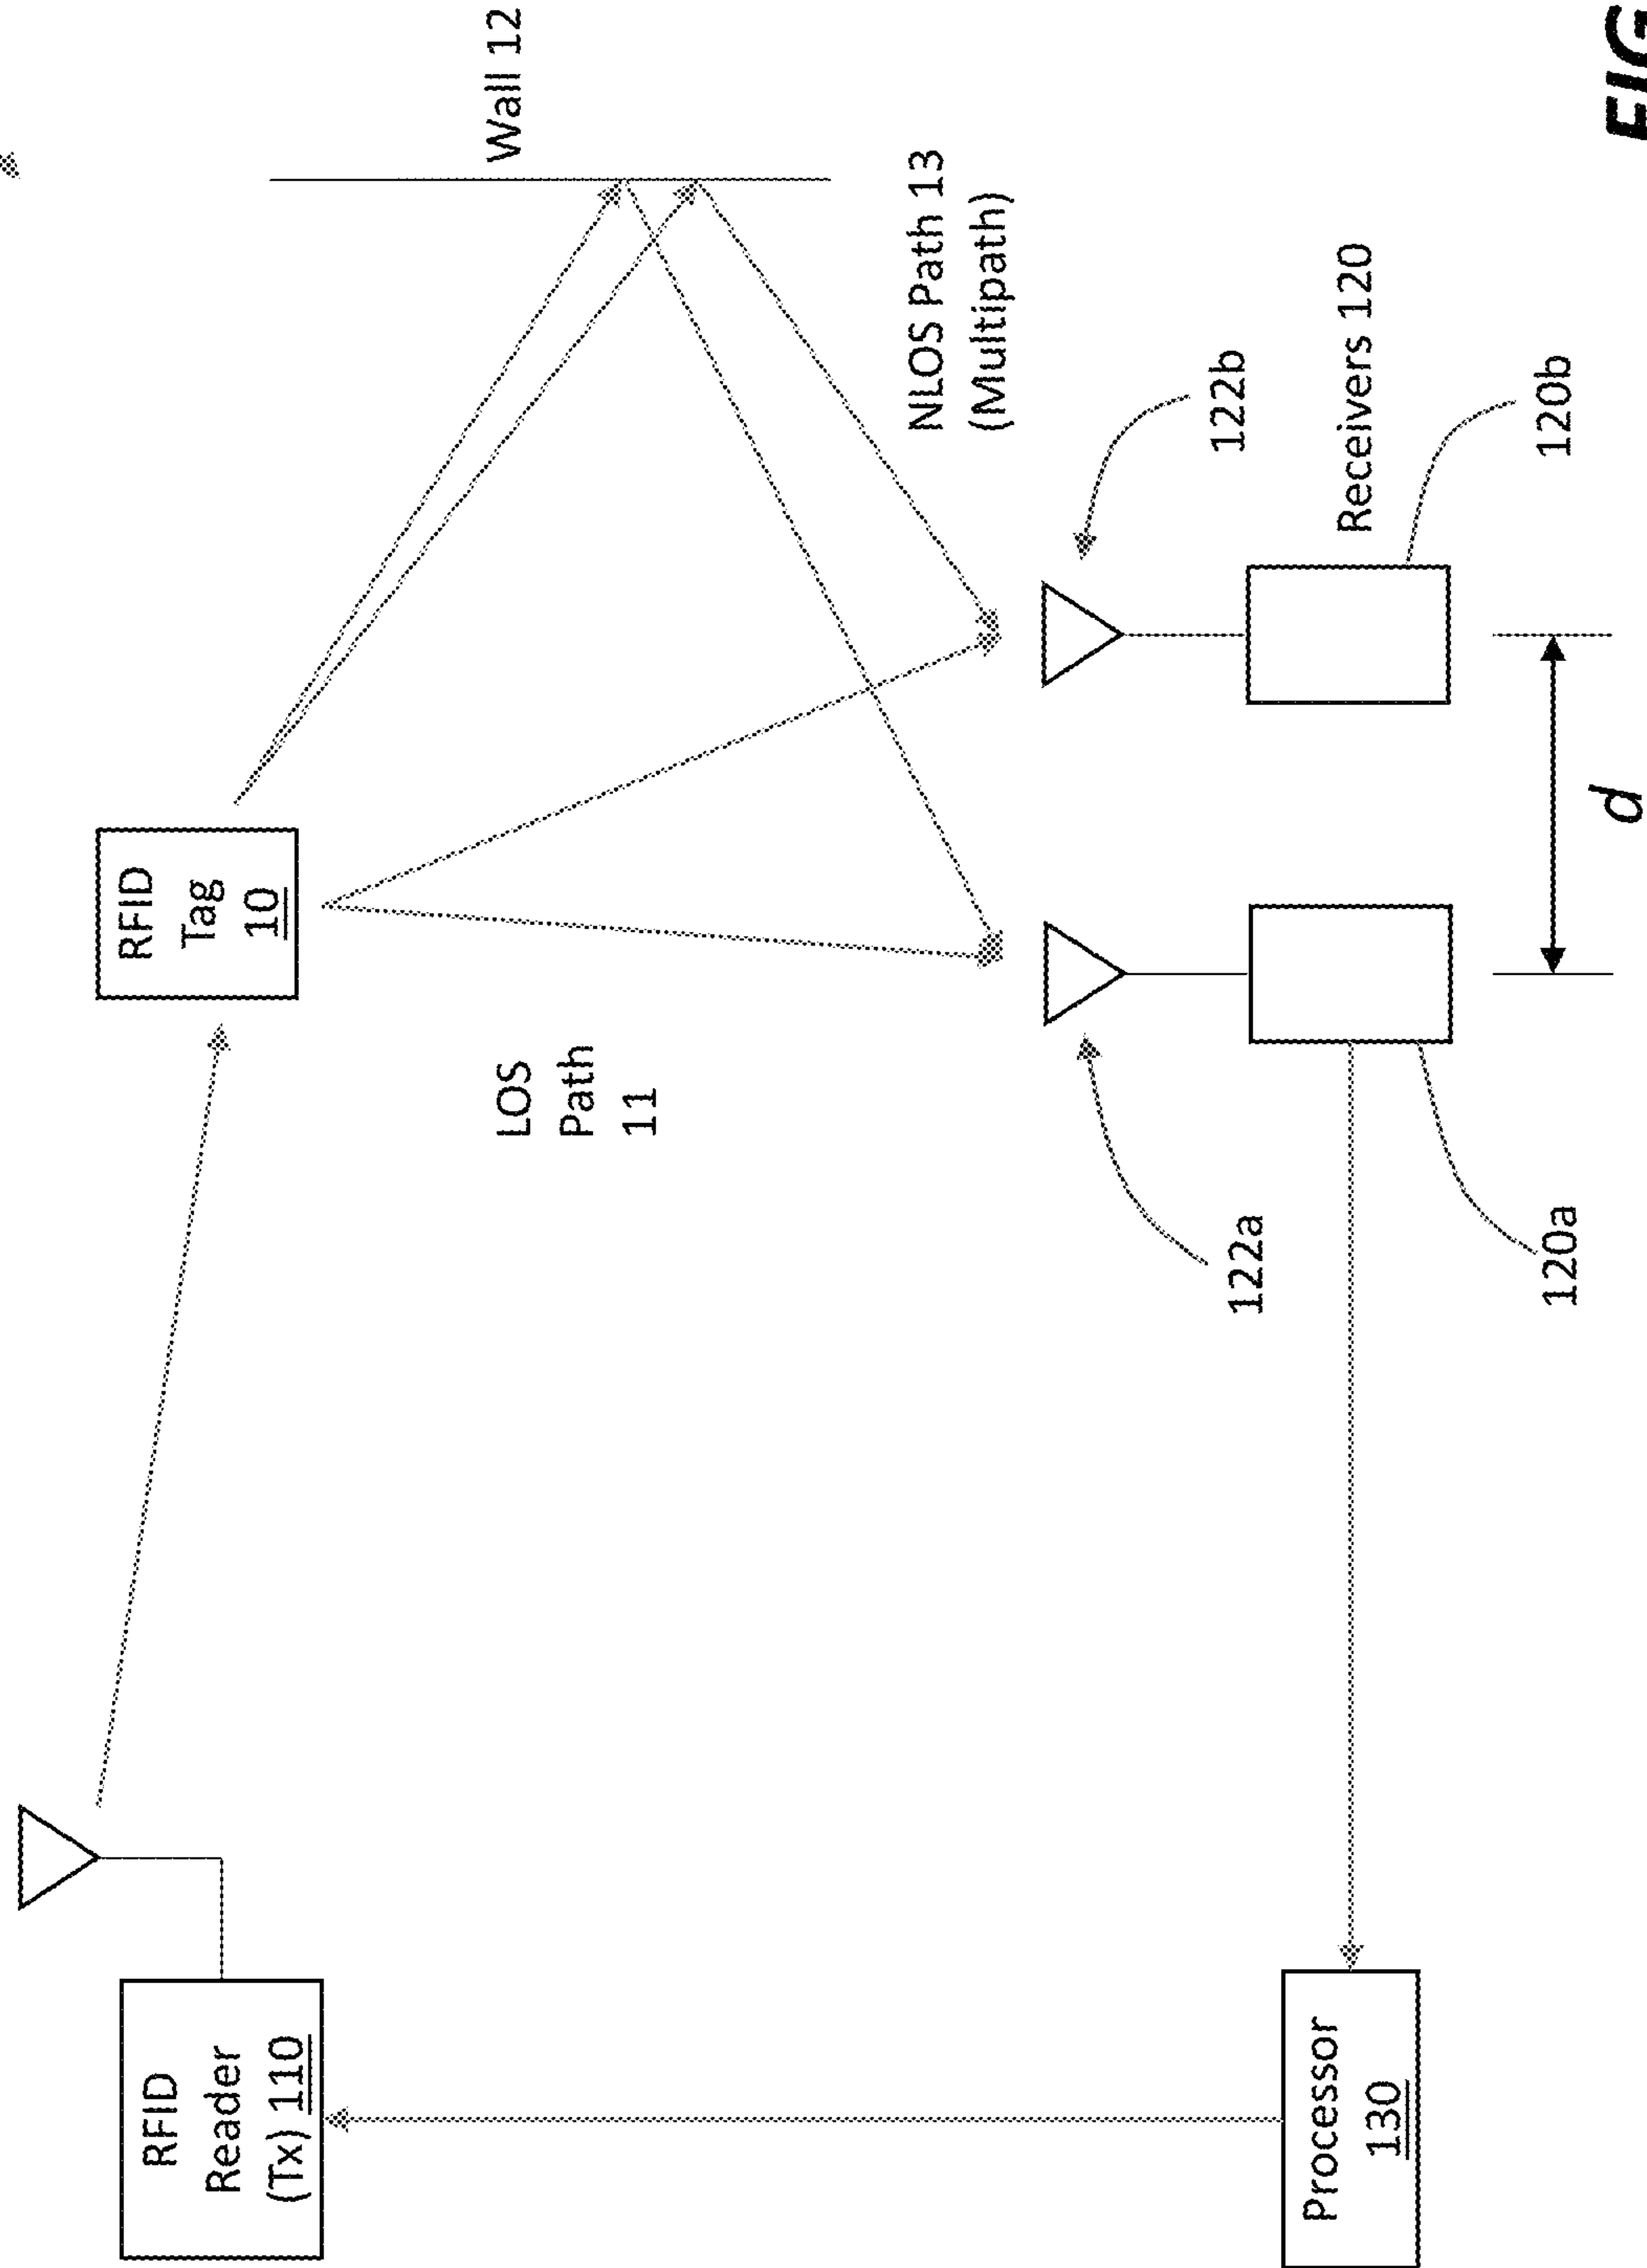 RFID
Reader
(Tx) 110
RFID
Tag
10
Wall 12
LOS
Path
11
NLOS Path 13
(Multipath)
122a
122b
Receivers 120
120a
120b
Processor
130
d
FIG